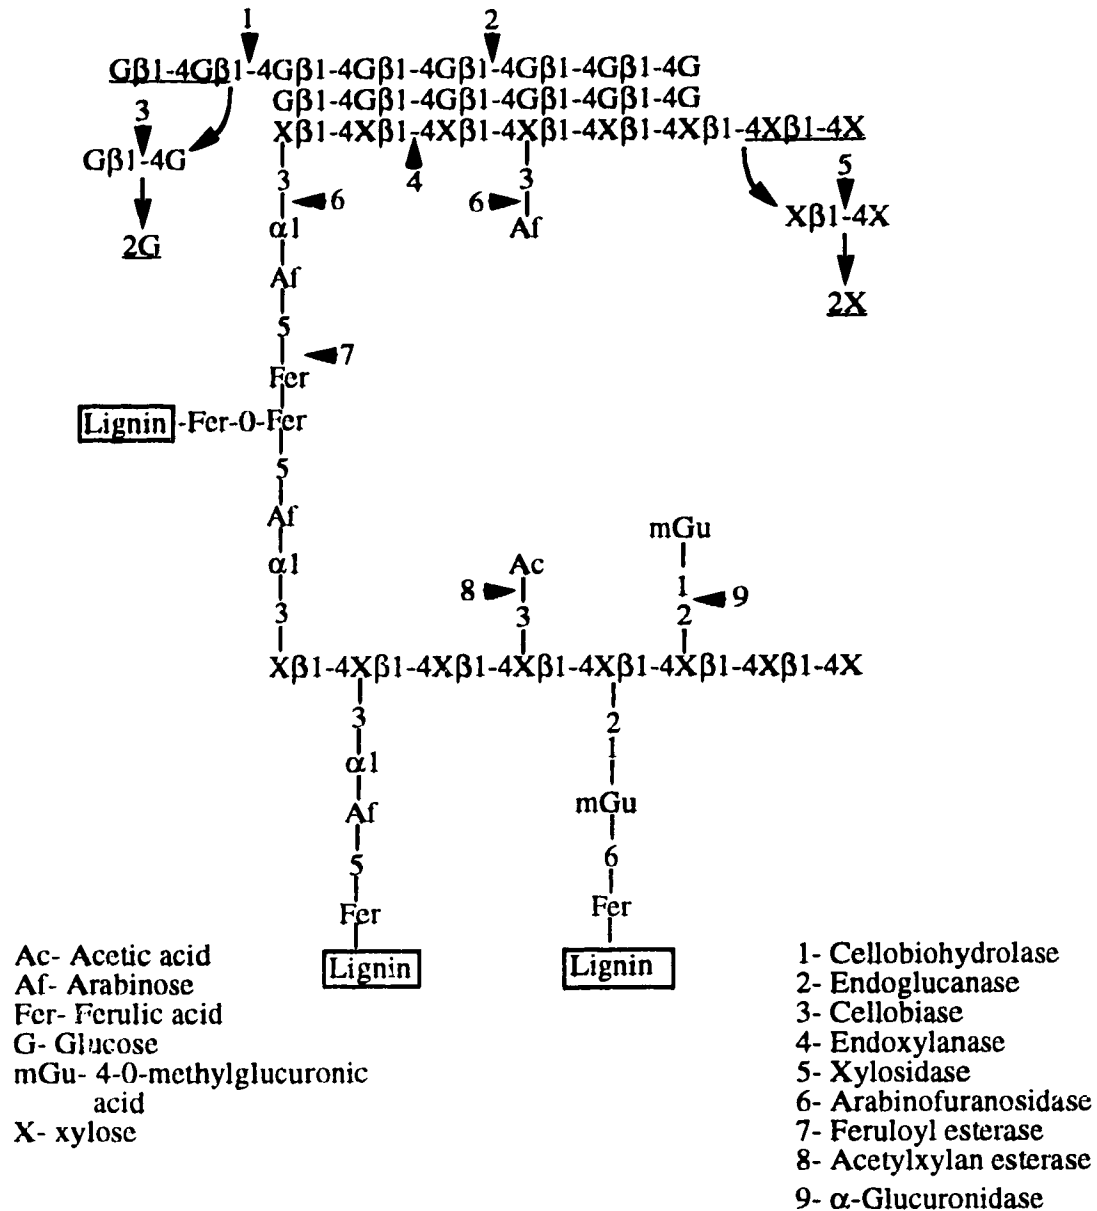 1 2
Gβ1-4Gβ1-4Gβ1-4Gβ1-4Gβ1-4Gβ1-4Gβ1-4G
Gβ1-4Gβ1-4Gβ1-4Gβ1-4Gβ1-4G
3
Xβ1-4Xβ1-4Xβ1-4Xβ1-4Xβ1-4Xβ1-4Xβ1-4X
Gβ1-4G
3 6
4
6 3
5
α1
Af
Xβ1-4X
2G
Af
2X
5
7
Fer
Lignin -Fer-0-Fer
5
Af
mGu
α1
Ac
8
1
9
3
3
2
Xβ1-4Xβ1-4Xβ1-4Xβ1-4Xβ1-4Xβ1-4Xβ1-4X
3
2
1
α1
mGu
Af
6
5
Fer
Fer
Lignin
Lignin
Ac- Acetic acid
Af- Arabinose
Fer- Ferulic acid
G- Glucose
mGu- 4-0-methylglucuronic
acid
X- xylose
1- Cellobiohydrolase
2- Endoglucanase
3- Cellobiase
4- Endoxylanase
5- Xylosidase
6- Arabinofuranosidase
7- Feruloyl esterase
8- Acetylxylan esterase
9- α-Glucuronidase